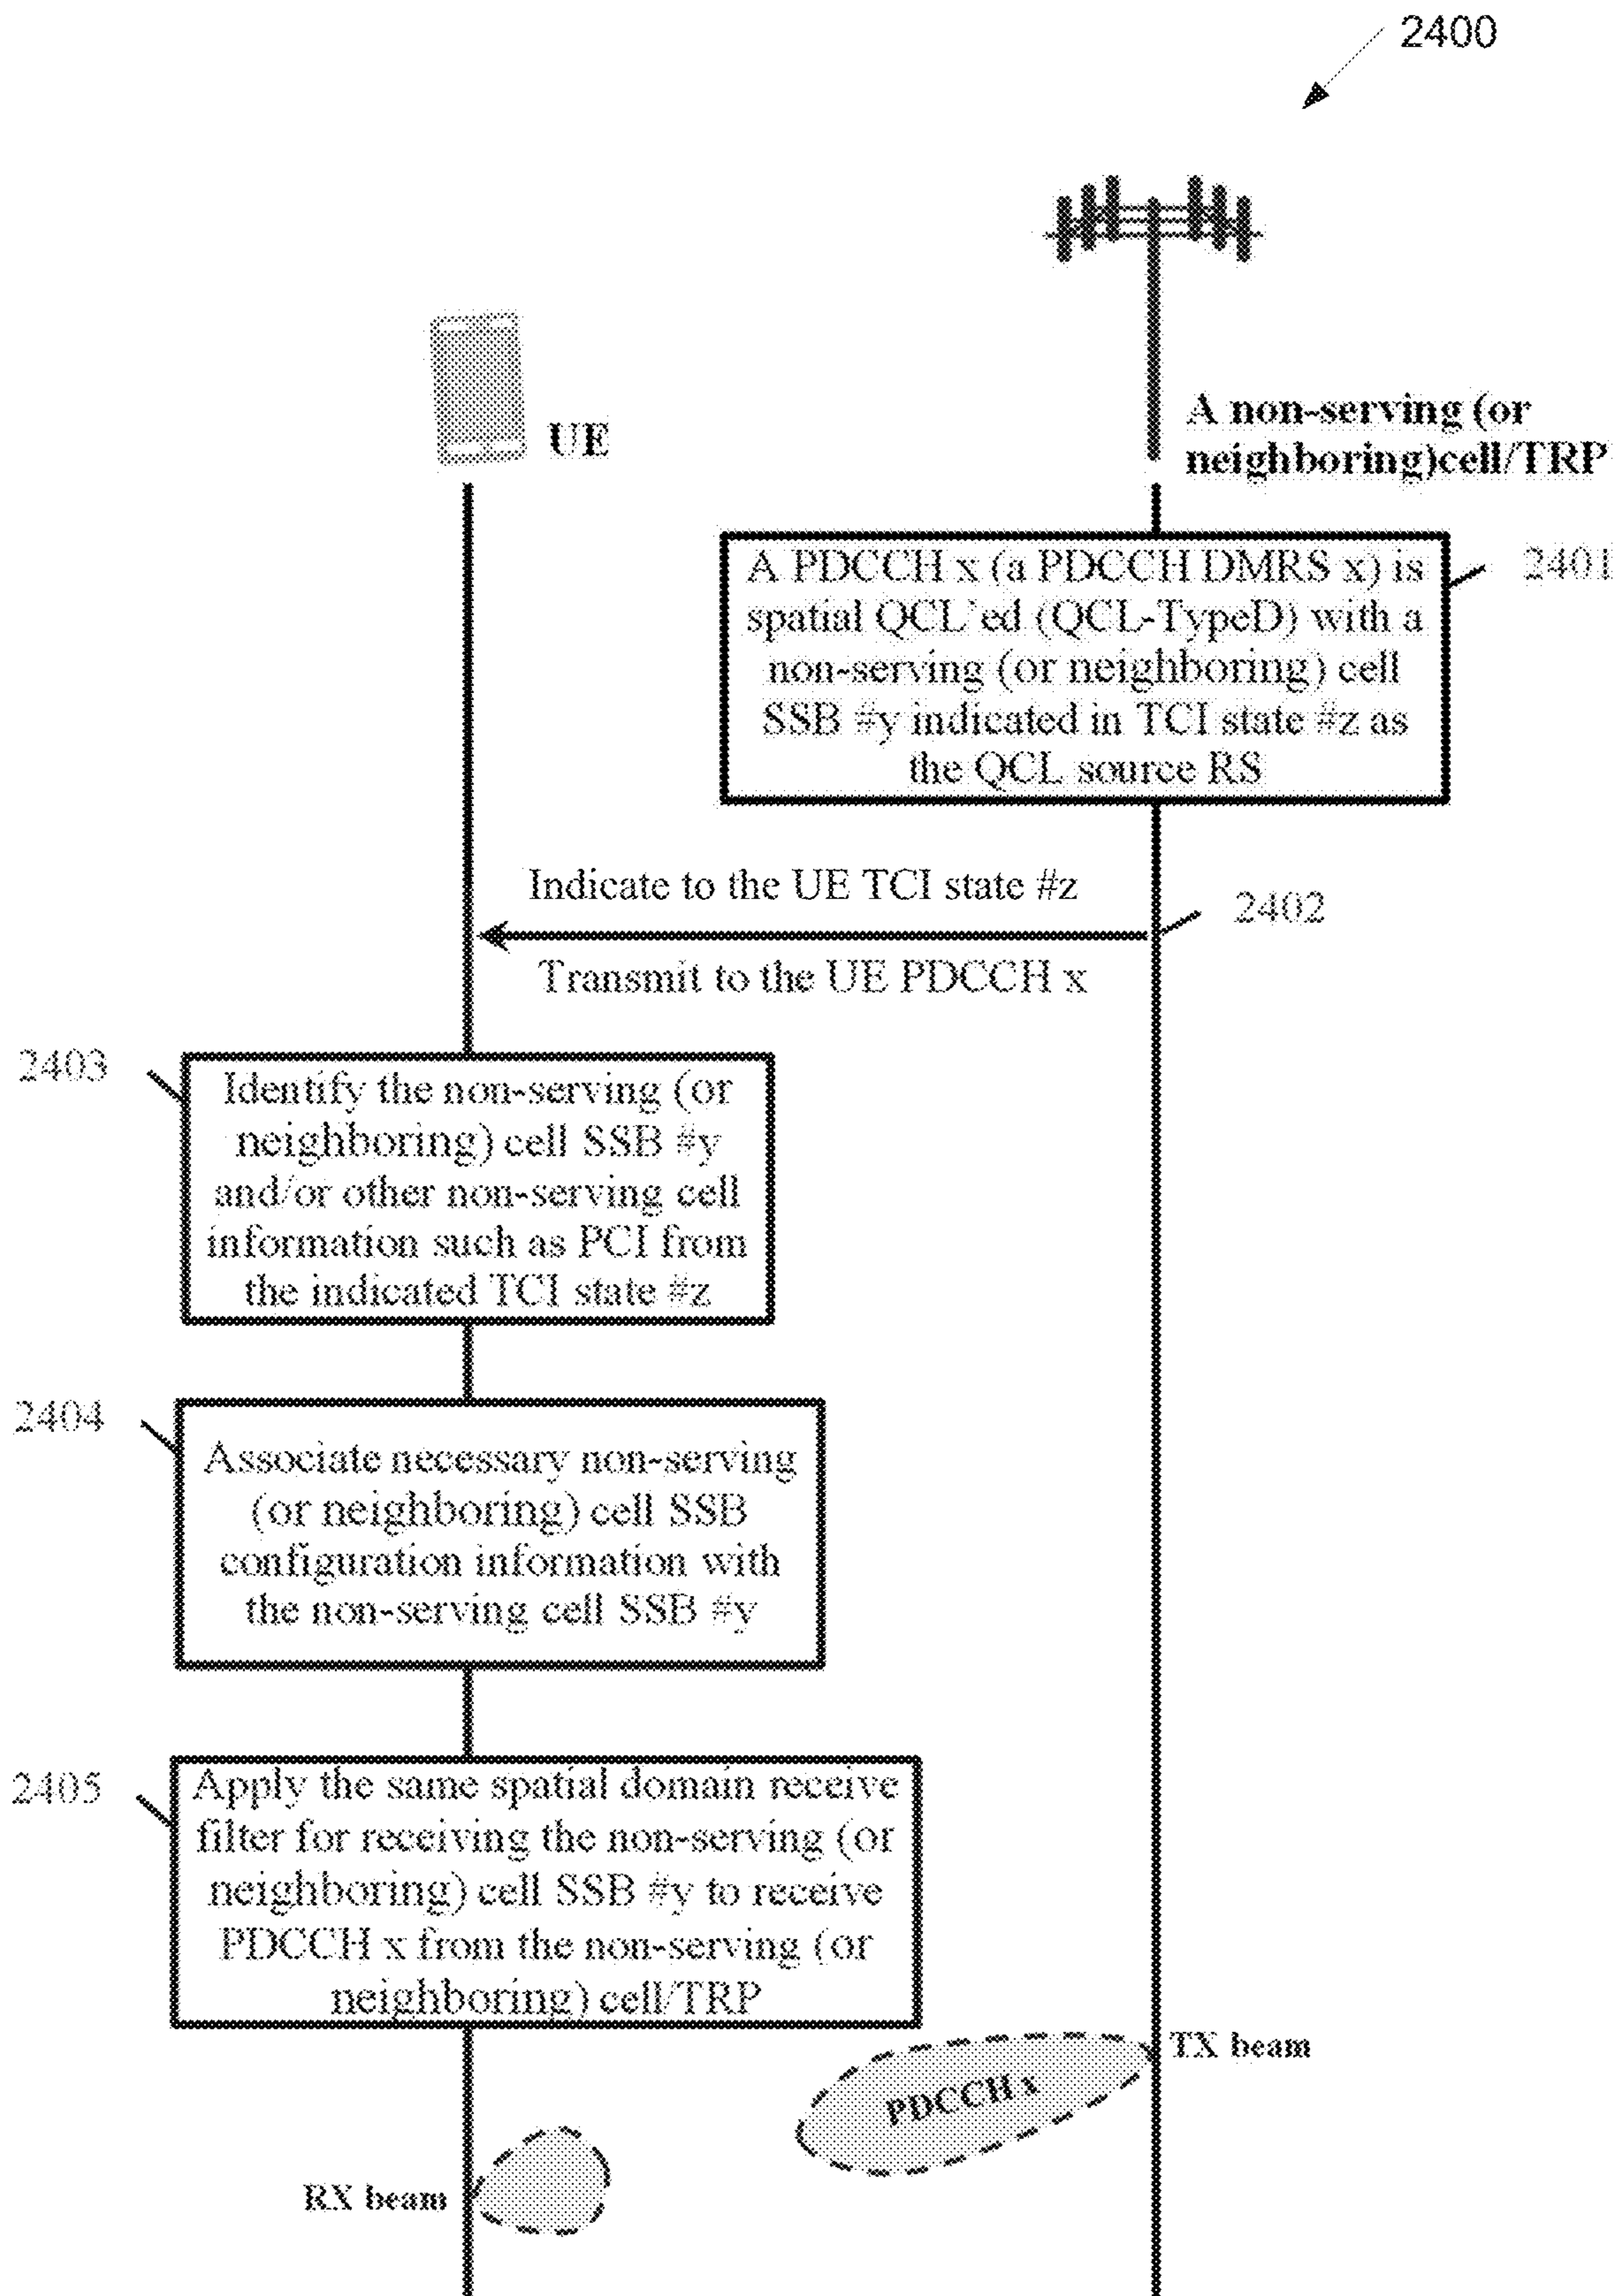 2400
UE
A non-serving (or
neighboring)cell/TRP
A PDCCH x (a PDCCH DMRS x) is
spatial QCL'ed (QCL-TypeD) with a
non-serving (or neighboring) cell
SSB #y indicated in TCI state #z as
the QCL source RS
2401
Indicate to the UE TCI state #z
2402
Transmit to the UE PDCCH x
2403
Identify the non-serving (or
neighboring) cell SSB #y
and/or other non-serving cell
information such as PCI from
the indicated TCI state #z
2404
Associate necessary non-serving
(or neighboring) cell SSB
configuration information with
the non-serving cell SSB #y
2405
Apply the same spatial domain receive
filter for receiving the non-serving (or
neighboring) cell SSB #y to receive
PDCCH x from the non-serving (or
neighboring) cell/TRP
TX beam
PDCCH x
RX beam